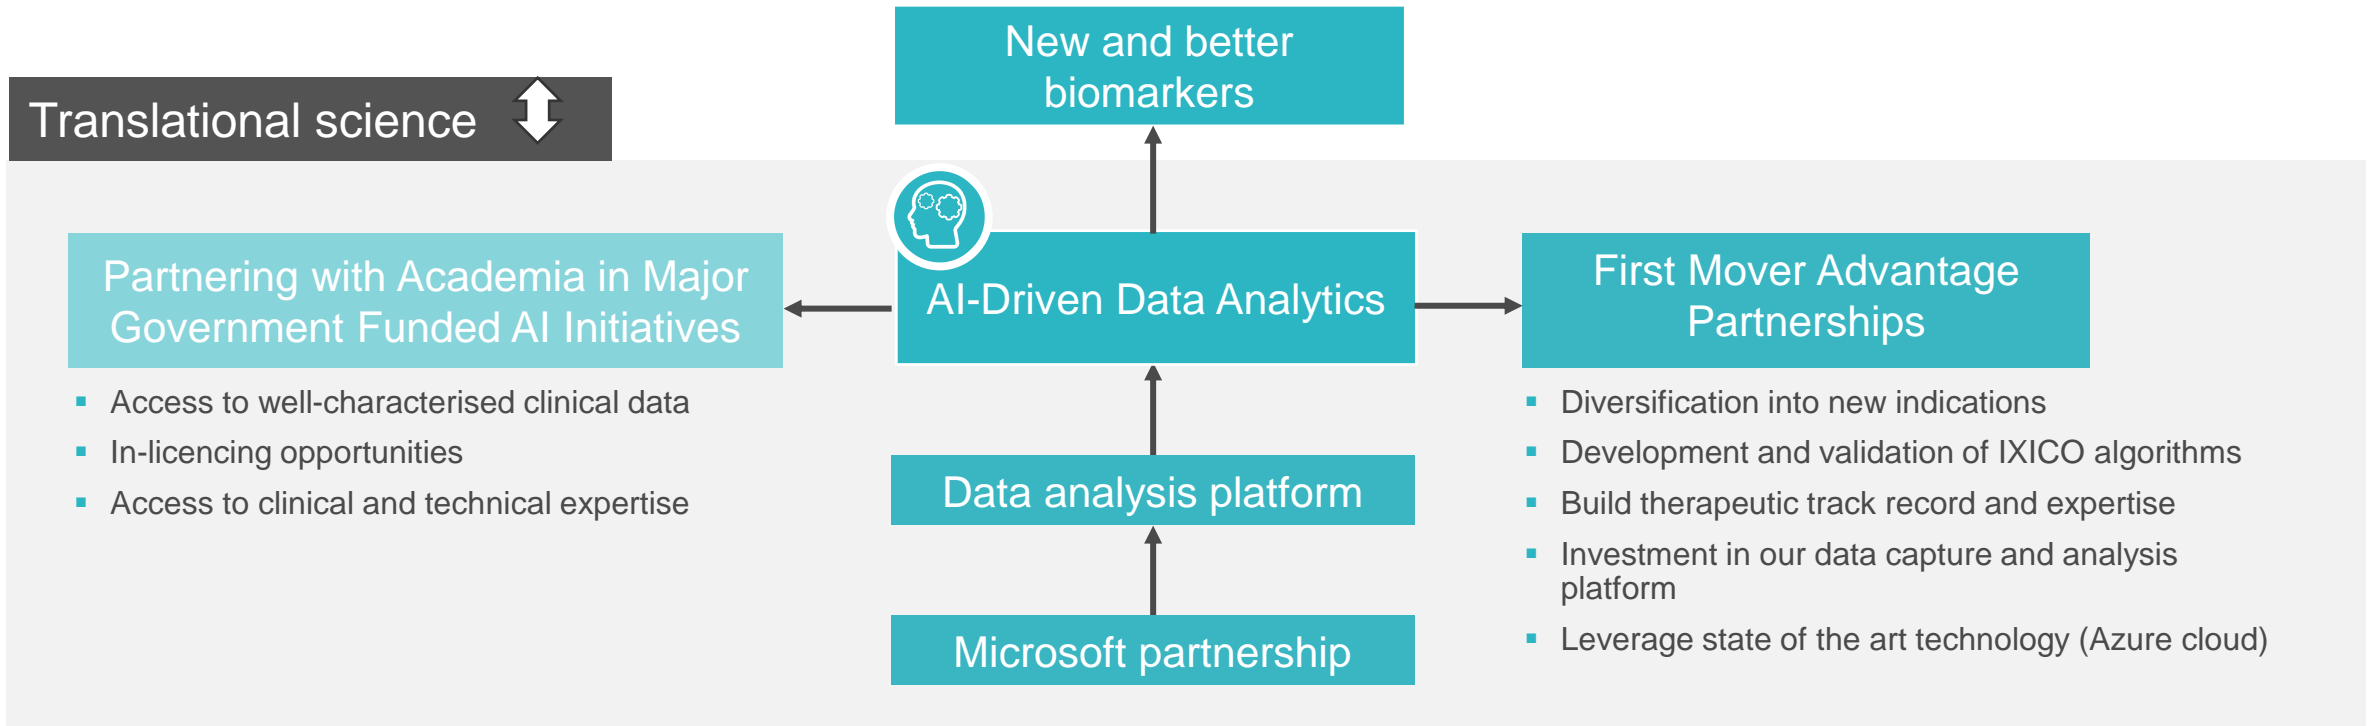 New and better
biomarkers
Translational science
Partnering with Academia in Major
Government Funded AI Initiatives
Access to well-characterised clinical data
In-licencing opportunities
Access to clinical and technical expertise
AI-Driven Data Analytics
Data analysis platform
Microsoft partnership
First Mover Advantage
Partnerships
Diversification into new indications
Development and validation of IXICO algorithms
Build therapeutic track record and expertise
Investment in our data capture and analysis
platform
Leverage state of the art technology (Azure cloud)